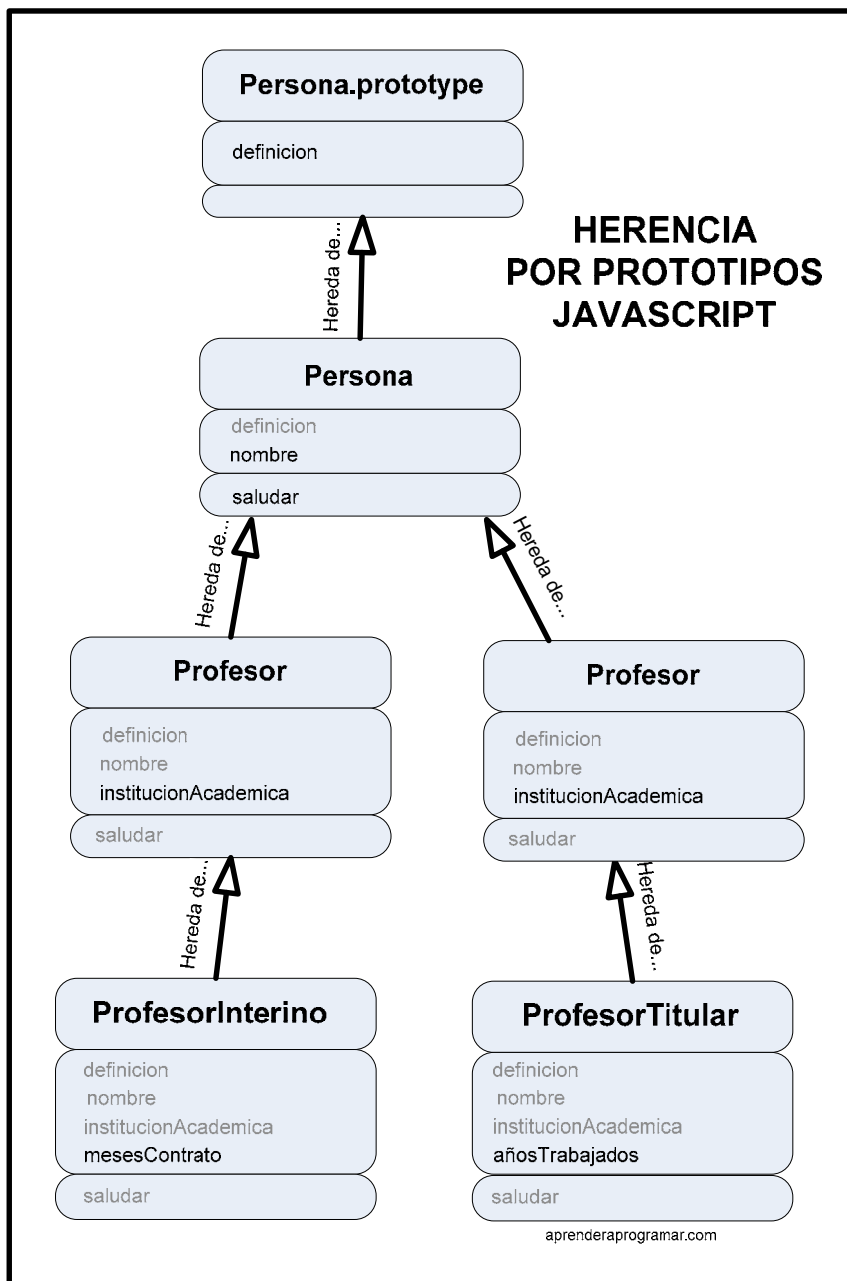 Persona.prototype
definicion
Hereda de...
HERENCIA
POR PROTOTIPOS
JAVASCRIPT
Persona
definicion
nombre
saludar
Hereda de...
Hereda de...
Profesor
definicion
nombre
institucionAcademica
saludar
Profesor
definicion
nombre
institucionAcademica
saludar
Hereda de...
Hereda de...
ProfesorInterino
definicion
nombre
institucionAcademica
mesesContrato
saludar
ProfesorTitular
definicion
nombre
institucionAcademica
añosTrabajados
saludar
aprenderaprogramar.com